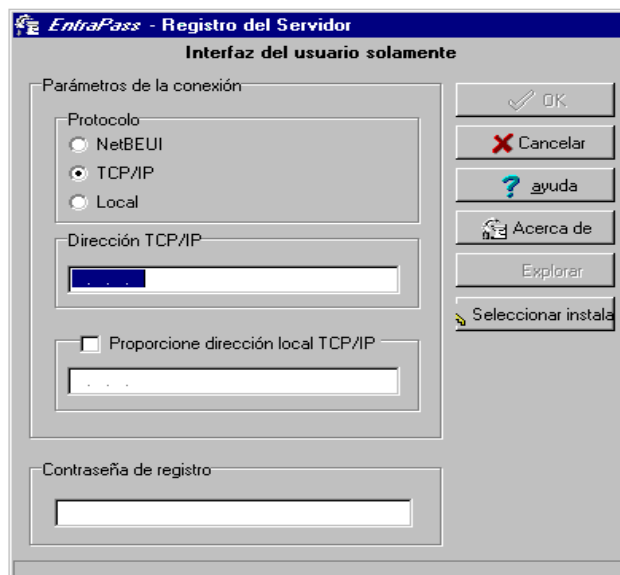 EntraPass - Registro del Servidor
Interfaz del usuario solamente
Parámetros de la conexión
Protocolo
NetBEUI
TCP/IP
Local
Dirección TCP/IP
. . .
Proporcione dirección local TCP/IP
. . .
Contraseña de registro
OK
Cancelar
ayuda
Acerca de
Explorar
Seleccionar instala